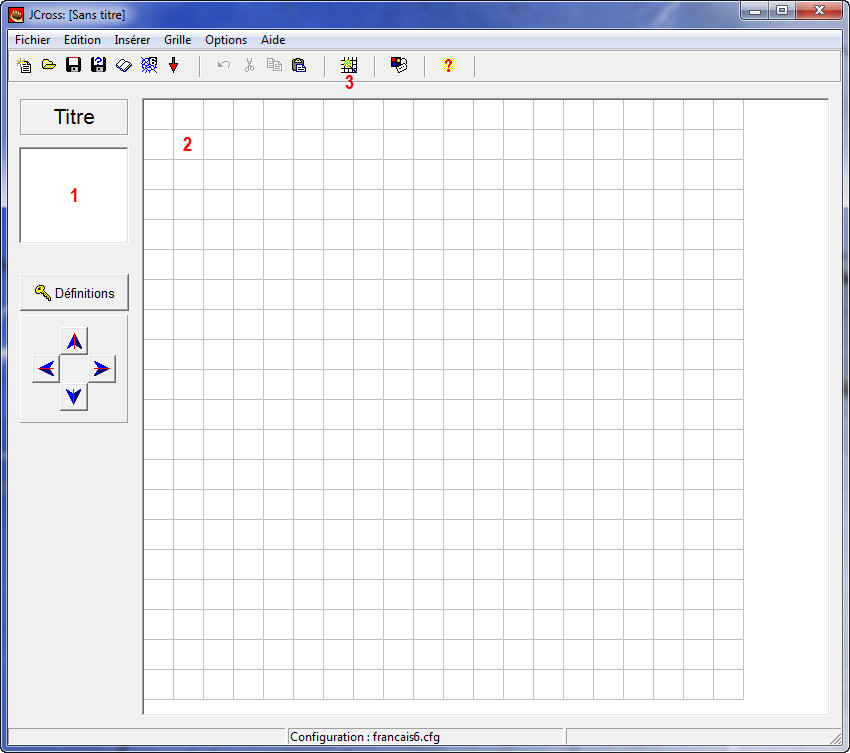 JCross: [Sans titre]
Fichier Edition Insérer Grille Options Aide
?
3
Titre
2
1
Définitions
Configuration : francais6.cfg